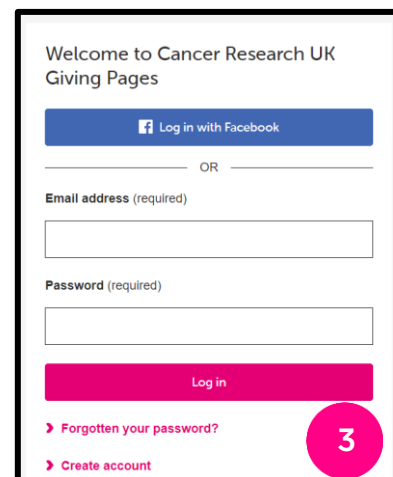 Welcome to Cancer Research UK
Giving Pages
Log in with Facebook
OR
Email address (required)
Password (required)
Log in
Forgotten your password?
3
Create account